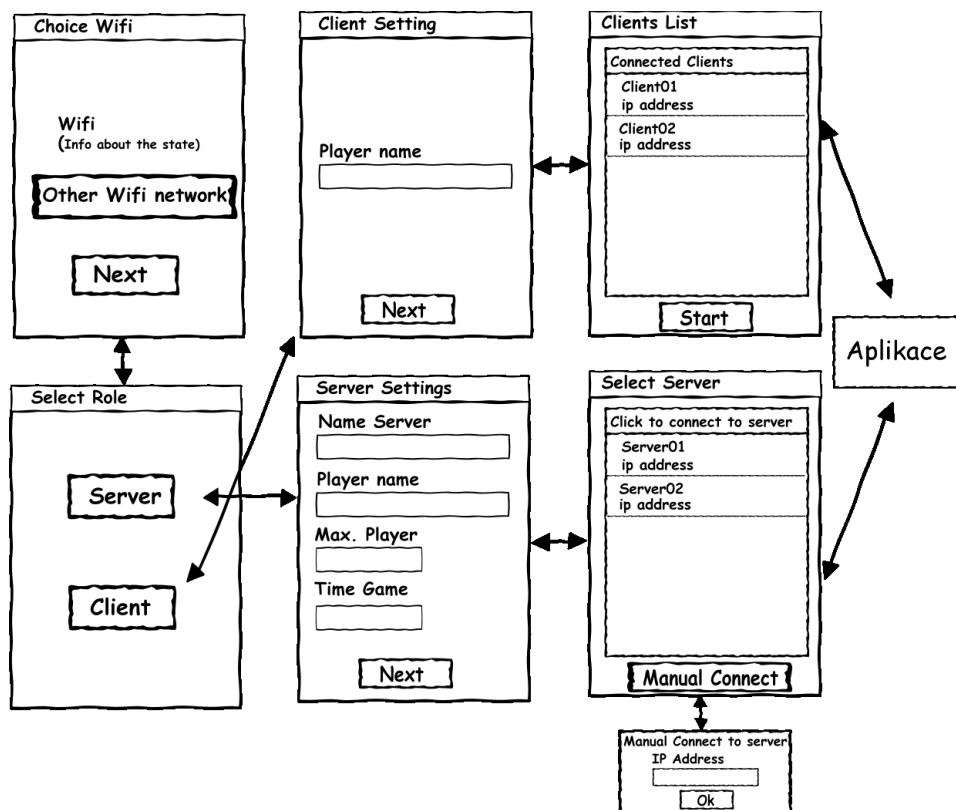 Choice Wifi
Wifi
(Info about the state)
Other Wifi network
Next
Client Setting
Player name
Next
Clients List
Connected Clients
Client01
ip address
Client02
ip address
Start
Aplikace
Select Role
Server
Client
Server Settings
Name Server
Player name
Max. Player
Time Game
Next
Select Server
Click to connect to server
Server01
ip address
Server02
ip address
Manual Connect
Manual Connect to server
IP Address
Ok